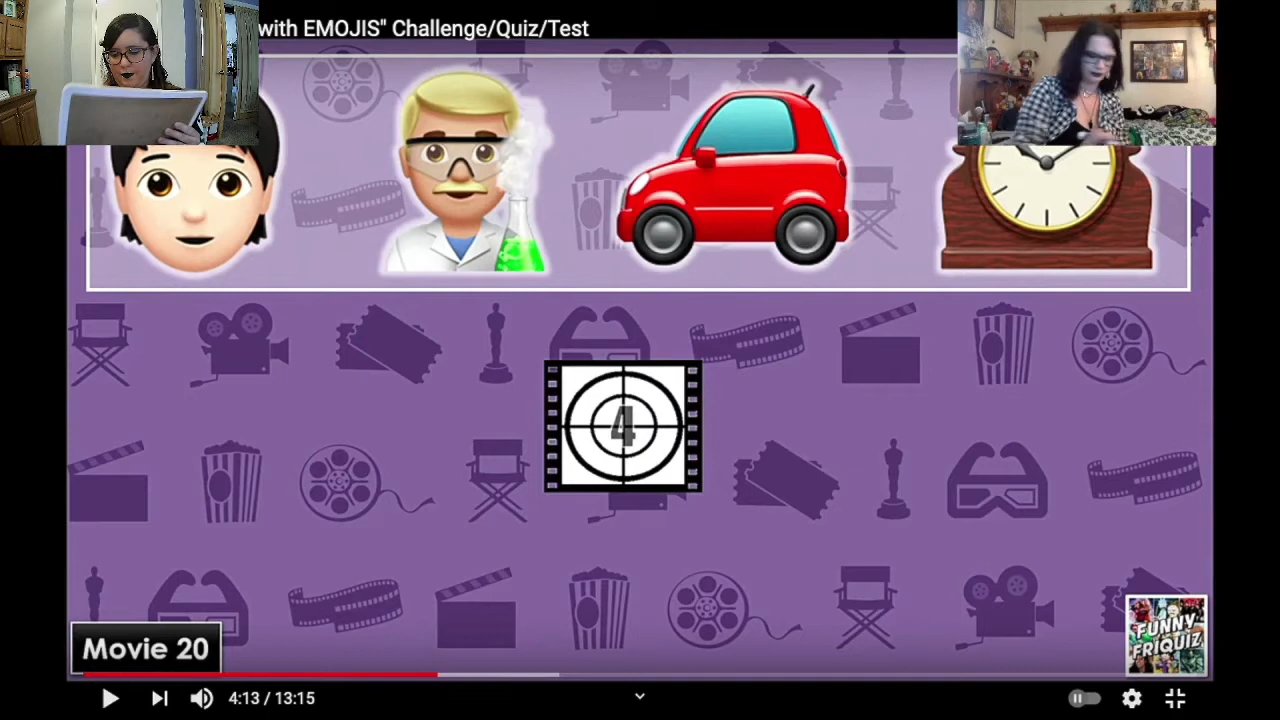 with EMOJIS" Challenge/Quiz/Test
4
Movie 20
FUNNY
FRIQUIZ
4:13 / 13:15